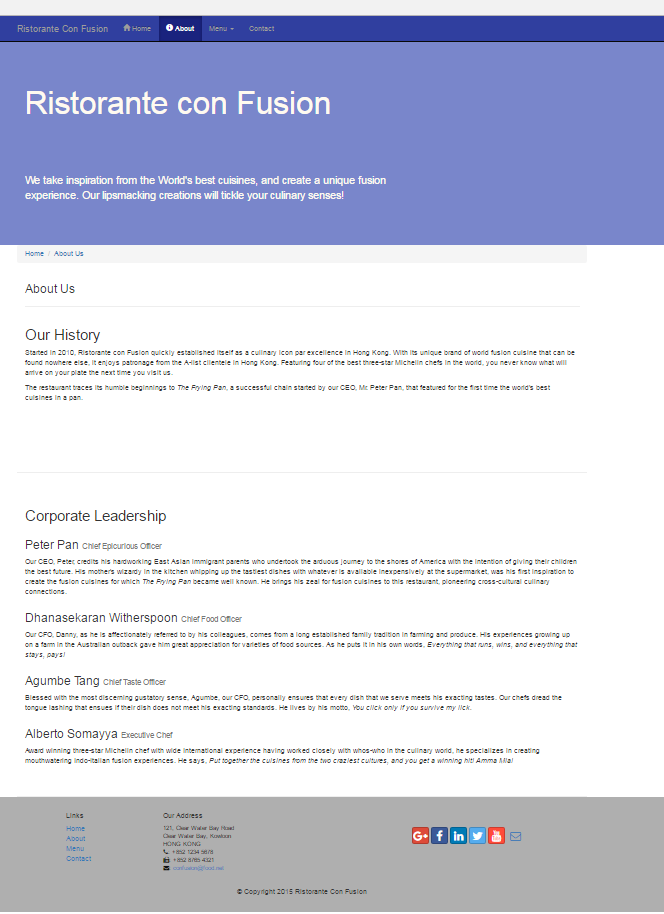 Ristorante Con Fusion Home About Menu Contact
Ristorante con Fusion
We take inspiration from the World's best cuisines, and create a unique fusion
experience. Our lipsmacking creations will tickle your culinary senses!
Home / About Us
About Us
Our History
Started in 2010, Ristorante con Fusion quickly established itself as a culinary icon par excellence in Hong Kong. With its unique brand of world fusion cuisine that can be
found nowhere else, it enjoys patronage from the A-list clientele in Hong Kong. Featuring four of the best three-star Michelin chefs in the world, you never know what will
arrive on your plate the next time you visit us.
The restaurant traces its humble beginnings to The Frying Pan, a successful chain started by our CEO, Mr. Peter Pan, that featured for the first time the world's best
cuisines in a pan.
Corporate Leadership
Peter Pan Chief Epicurious Officer
Our CEO, Peter, credits his hardworking East Asian immigrant parents who undertook the arduous journey to the shores of America with the intention of giving their children
the best future. His mother's wizardy in the kitchen whipping up the tastiest dishes with whatever is available inexpensively at the supermarket, was his first inspiration to
create the fusion cuisines for which The Frying Pan became well known. He brings his zeal for fusion cuisines to this restaurant, pioneering cross-cultural culinary
connections.
Dhanasekaran Witherspoon Chief Food Officer
Our CFO, Danny, as he is affectionately referred to by his colleagues, comes from a long established family tradition in farming and produce. His experiences growing up
on a farm in the Australian outback gave him great appreciation for varieties of food sources. As he puts it in his own words, Everything that runs, wins, and everything that
stays, pays!
Agumbe Tang Chief Taste Officer
Blessed with the most discerning gustatory sense, Agumbe, our CFO, personally ensures that every dish that we serve meets his exacting tastes. Our chefs dread the
tongue lashing that ensues if their dish does not meet his exacting standards. He lives by his motto, You click only if you survive my lick.
Alberto Somayya Executive Chef
Award winning three-star Michelin chef with wide International experience having worked closely with whos-who in the culinary world, he specializes in creating
mouthwatering Indo-Italian fusion experiences. He says, Put together the cuisines from the two craziest cultures, and you get a winning hit! Amma Mia!
Links
Home
About
Menu
Contact
Our Address
121, Clear Water Bay Road
Clear Water Bay, Kowloon
HONG KONG
+852 1234 5678
+852 8765 4321
confusion@food.net
© Copyright 2015 Ristorante Con Fusion